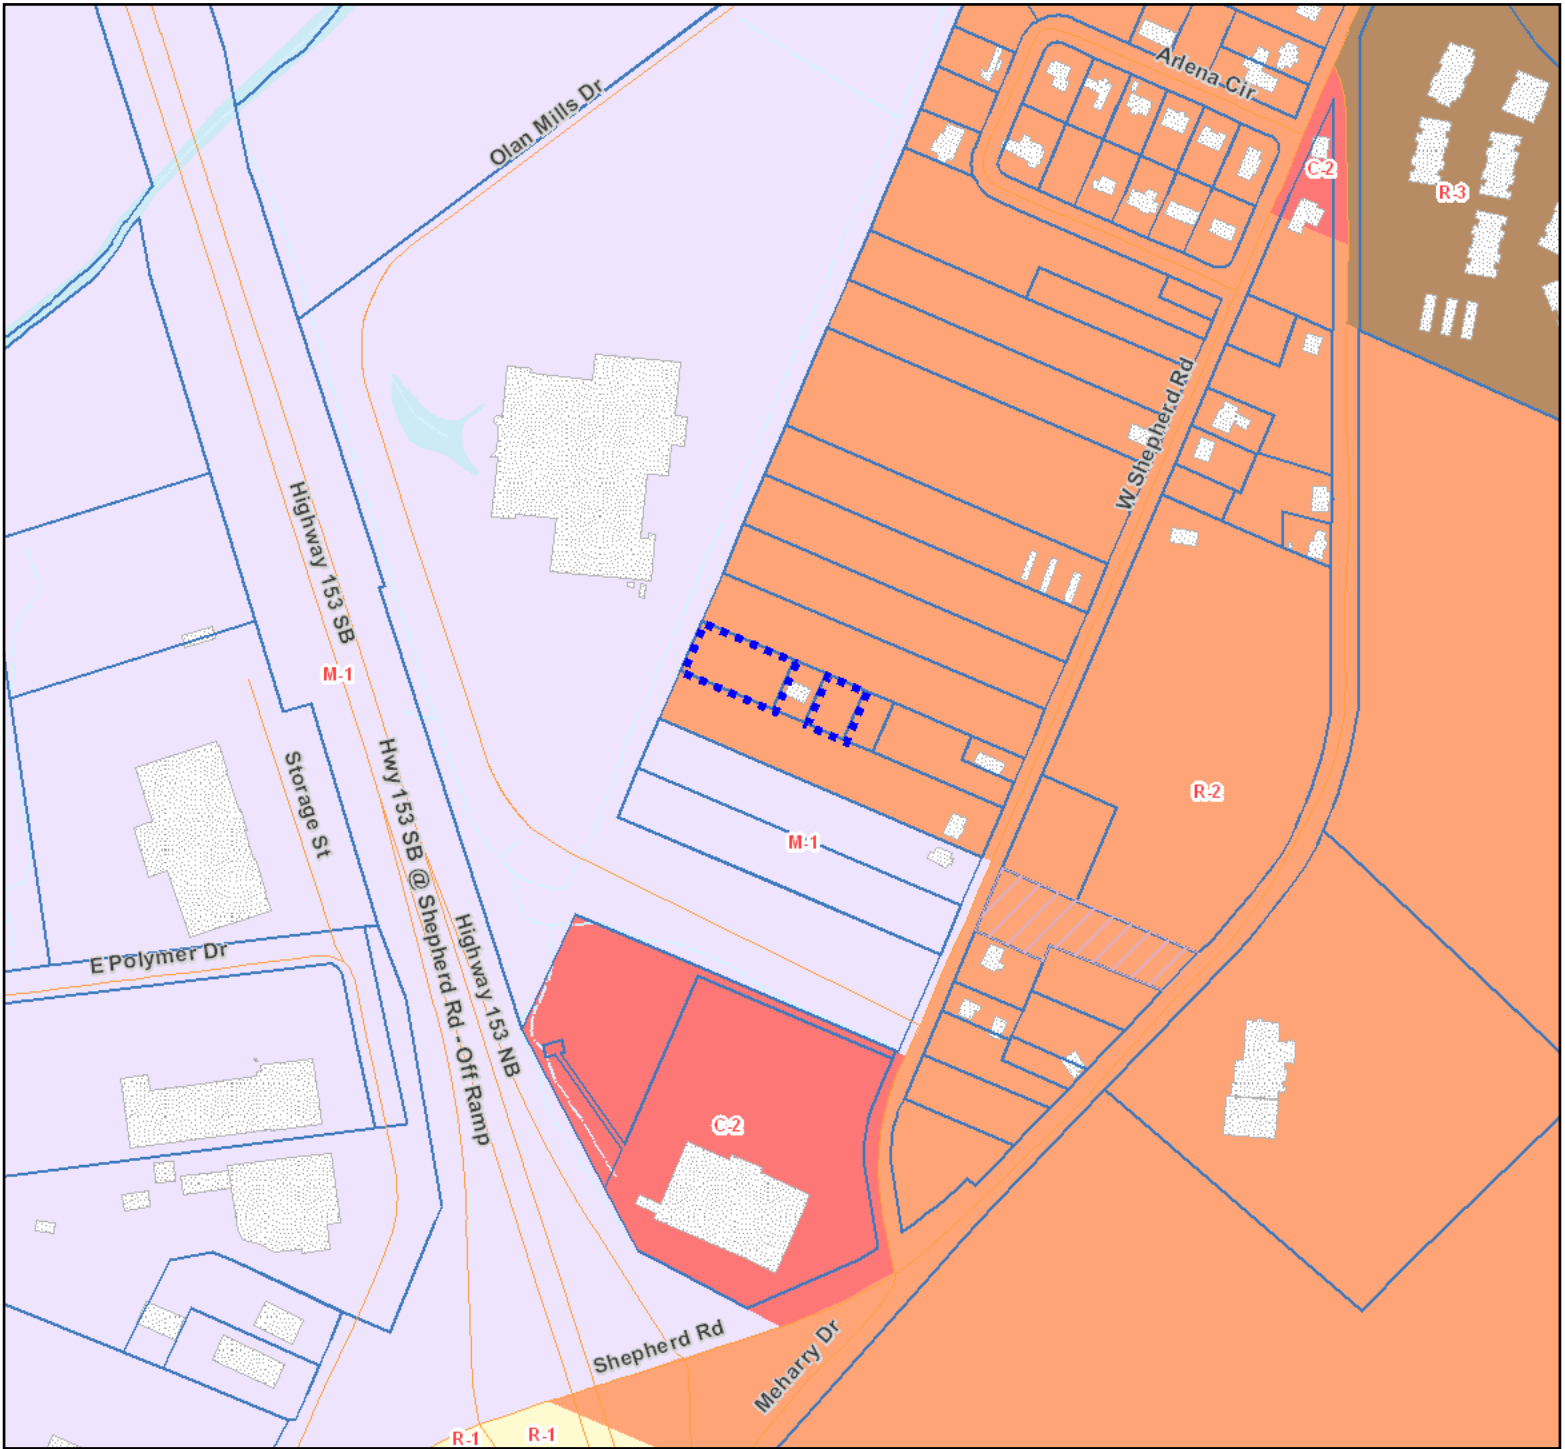 Arlena Cir
Olan Mills Dr
C-2
R-3
W Shepherd Rd
Highway 153 SB
M-1
R-2
Storage St
Hwy 153 SB @ Shepherd Rd - Off Ramp
M-1
Highway 153 NB
E Polymer Dr
C-2
Shepherd Rd
Meharry Dr
R-1
R-1